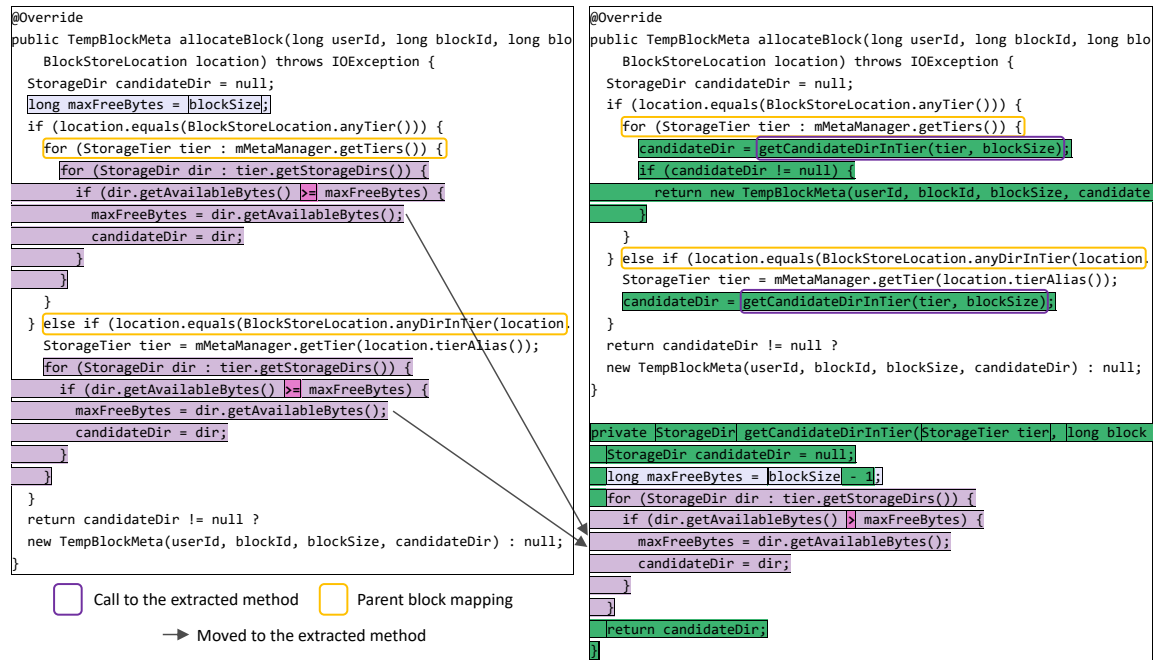 @Override
public TempBlockMeta allocateBlock(long userId, long blockId, long blo
BlockStoreLocation location) throws IOException {
StorageDir candidateDir = null;
long maxFreeBytes = blockSize;
if (location.equals(BlockStoreLocation.anyTier())) {
for (StorageTier tier : mMetaManager.getTiers()) {
for (StorageDir dir : tier.getStorageDirs()) {
if (dir.getAvailableBytes() >= maxFreeBytes) {
maxFreeBytes = dir.getAvailableBytes();
candidateDir = dir;
}
}
}
} else if (location.equals(BlockStoreLocation.anyDirInTier(location.
StorageTier tier = mMetaManager.getTier(location.tierAlias());
for (StorageDir dir : tier.getStorageDirs()) {
if (dir.getAvailableBytes() >= maxFreeBytes) {
maxFreeBytes = dir.getAvailableBytes();
candidateDir = dir;
}
}
}
return candidateDir != null ?
new TempBlockMeta(userId, blockId, blockSize, candidateDir) : null;
}
Call to the extracted method
Parent block mapping
Moved to the extracted method
@Override
public TempBlockMeta allocateBlock(long userId, long blockId, long blo
BlockStoreLocation location) throws IOException {
StorageDir candidateDir = null;
if (location.equals(BlockStoreLocation.anyTier())) {
for (StorageTier tier : mMetaManager.getTiers()) {
candidateDir = getCandidateDirInTier(tier, blockSize);
if (candidateDir != null) {
return new TempBlockMeta(userId, blockId, blockSize, candidate
}
}
} else if (location.equals(BlockStoreLocation.anyDirInTier(location.
StorageTier tier = mMetaManager.getTier(location.tierAlias());
candidateDir = getCandidateDirInTier(tier, blockSize);
}
return candidateDir != null ?
new TempBlockMeta(userId, blockId, blockSize, candidateDir) : null;
}
private StorageDir getCandidateDirInTier(StorageTier tier, long block
StorageDir candidateDir = null;
long maxFreeBytes = blockSize - 1;
for (StorageDir dir : tier.getStorageDirs()) {
if (dir.getAvailableBytes() > maxFreeBytes) {
maxFreeBytes = dir.getAvailableBytes();
candidateDir = dir;
}
}
return candidateDir;
}